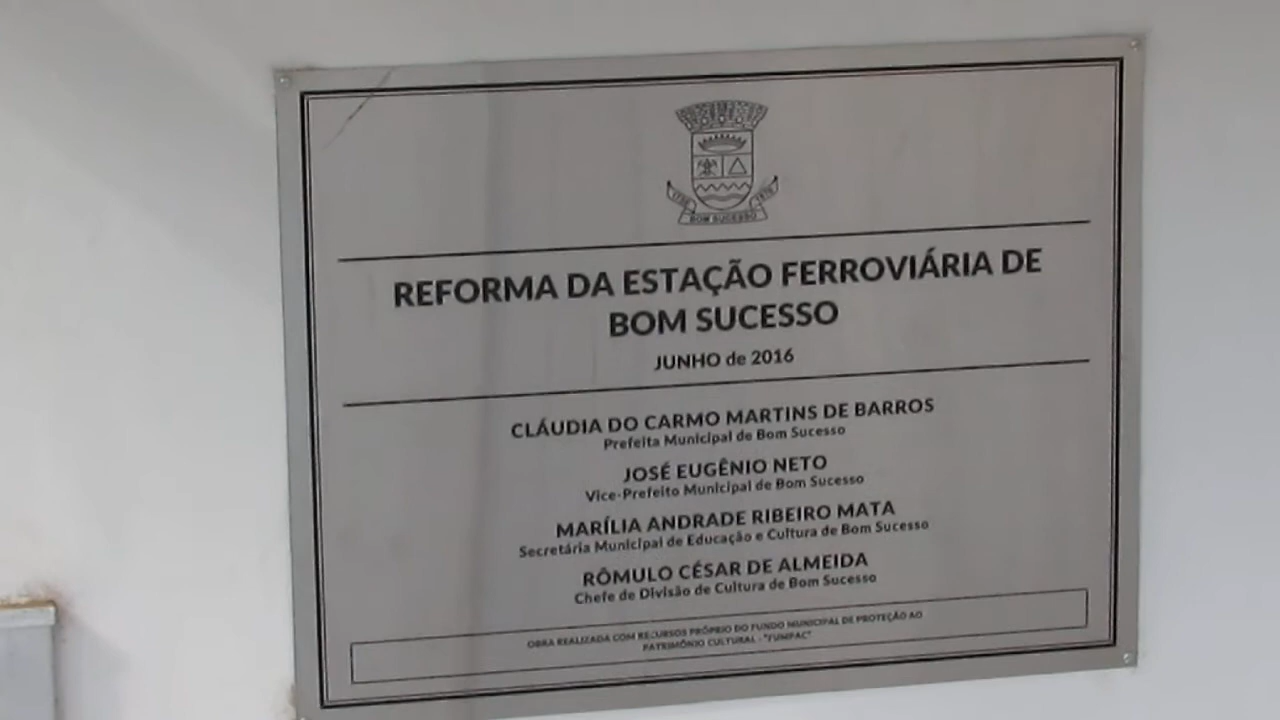 BOM SUCESSO
REFORMA DA ESTAÇÃO FERROVIÁRIA DE
BOM SUCESSO
JUNHO de 2016
CLÁUDIA DO CARMO MARTINS DE BARROS
Prefeita Municipal de Bom Sucesso
JOSÉ EUGÊNIO NETO
Vice-Prefeito Municipal de Bom Sucesso
MARÍLIA ANDRADE RIBEIRO MATA
Secretária Municipal de Educação e Cultura de Bom Sucesso
RÔMULO CÉSAR DE ALMEIDA
Chefe de Divisão de Cultura de Bom Sucesso
OBRA REALIZADA COM RECURSOS PRÓPRIO DO FUNDO MUNICIPAL DE PROTEÇÃO AO
PATRIMÔNIO CULTURAL - "FUMPAC"